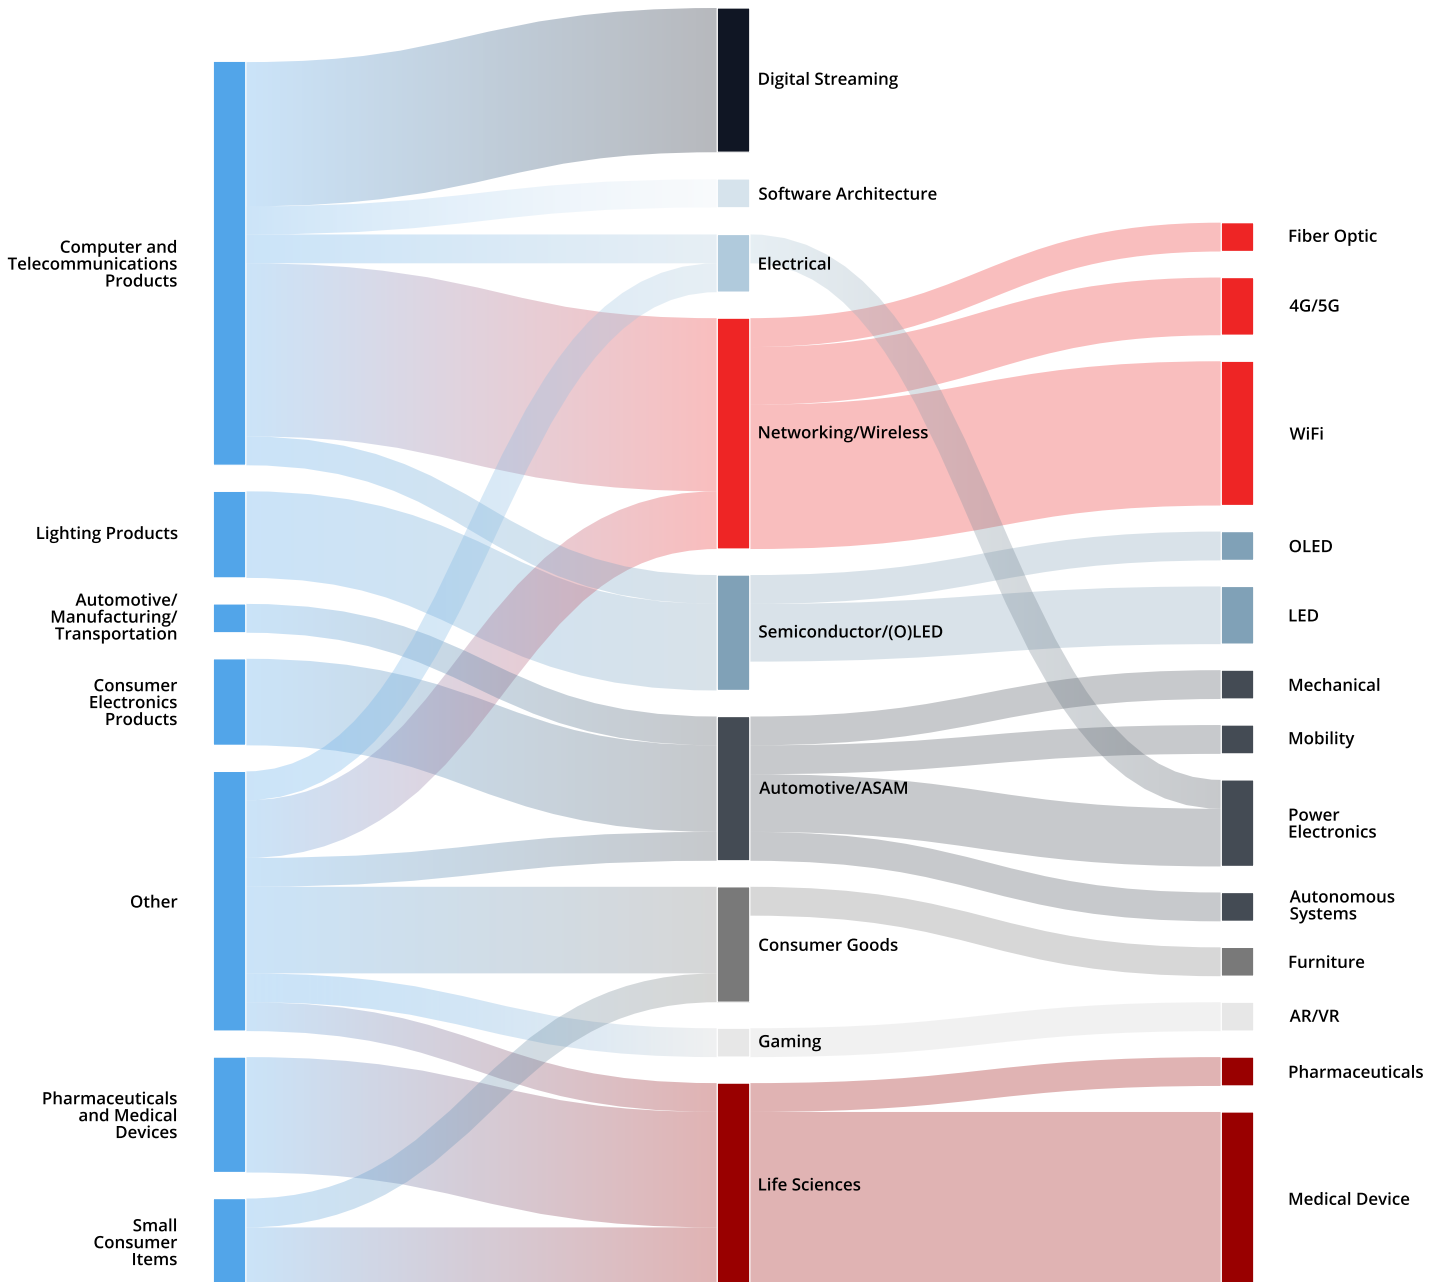 Computer and
Telecommunications
Products
Lighting Products
Automotive/
Manufacturing/
Transportation
Consumer
Electronics
Products
Other
Pharmaceuticals
and Medical
Devices
Small
Consumer
Items
Digital Streaming
Software Architecture
Electrical
Networking/Wireless
Semiconductor/(O)LED
Automotive/ASAM
Consumer Goods
Gaming
Life Sciences
Fiber Optic
4G/5G
WiFi
OLED
LED
Mechanical
Mobility
Power
Electronics
Autonomous
Systems
Furniture
AR/VR
Pharmaceuticals
Medical Device